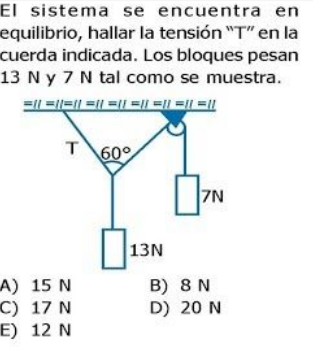 El sistema se encuentra en
equilibrio, hallar la tensión "T" en la
cuerda indicada. Los bloques pesan
13 N y 7 N tal como se muestra.
T
60°
7N
13N
A) 15 N B) 8 N
C) 17 N D) 20 N
E) 12 N